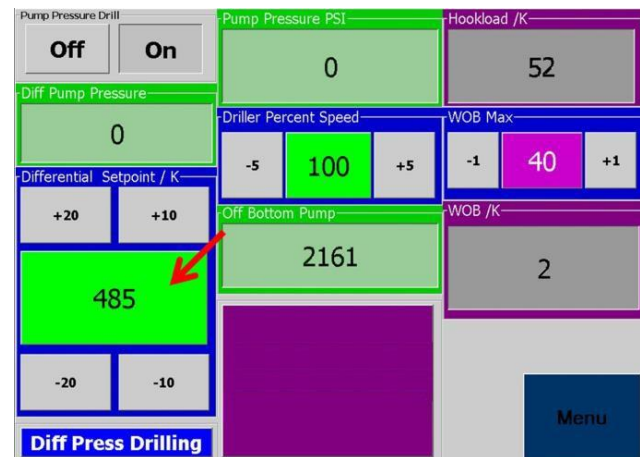 Pump Pressure Drill
Off On
Diff Pump Pressure
0
Differential Setpoint / K
+20 +10
485
-20 -10
Diff Press Drilling
Pump Pressure PSI
0
Driller Percent Speed
-5 100 +5
Off Bottom Pump
2161
Hookload /K
52
WOB Max
-1 40 +1
WOB /K
2
Menu